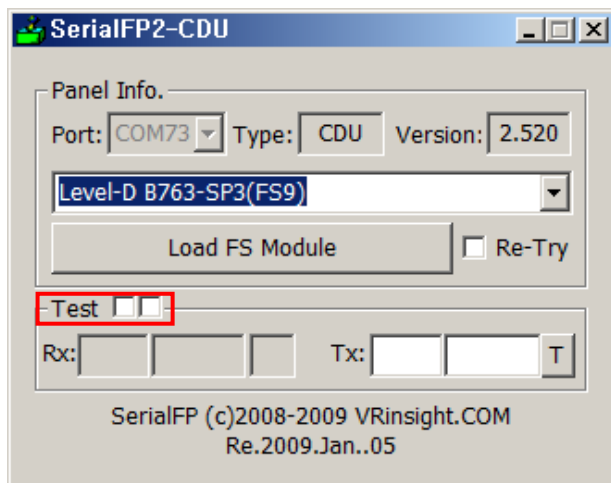 SerialFP2-CDU
Panel Info.
Port: COM73 Type: CDU Version: 2.520
Level-D B763-SP3(FS9)
Load FS Module Re-Try
Test
Rx: Tx: T
SerialFP (c)2008-2009 VRinsight.COM
Re.2009.Jan..05